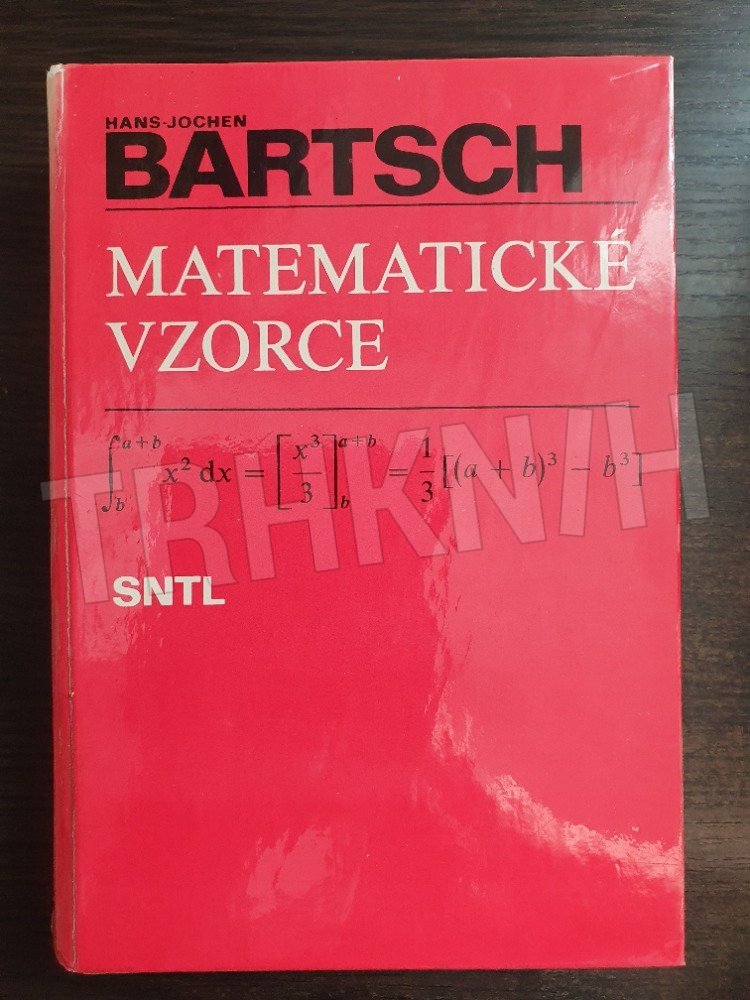 HANS-JOCHEN
BARTSCH
MATEMATICKÉ
VZORCE
∫_b^{a+b} x² dx = [x³/3]_b^{a+b} = 1/3 [(a + b)³ − b³]
TRHKNIH
SNTL